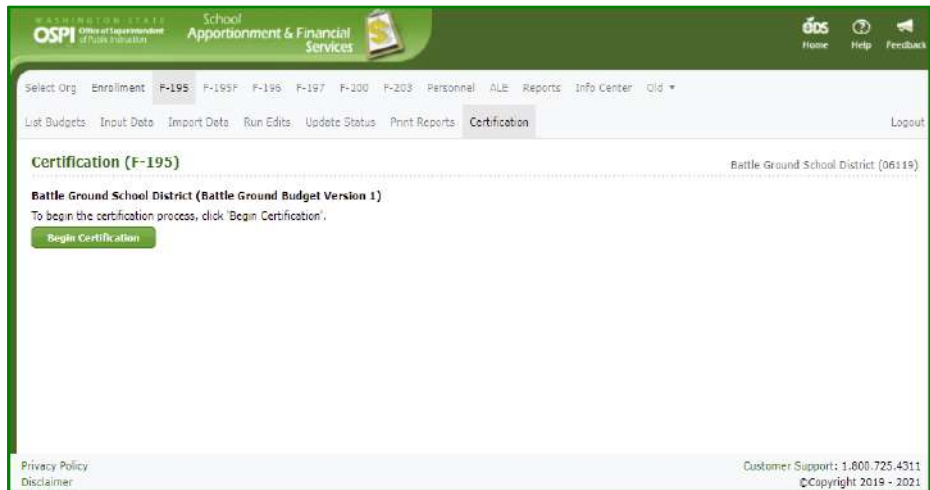 WASHINGTON STATE
OSPI Office of Superintendent of Public Instruction
School
Apportionment & Financial
Services
EDS
Home Help Feedback
Select Org Enrollment F-195 F-195F F-196 F-197 F-200 F-203 Personnel ALE Reports Info Center Old
List Budgets Input Data Import Data Run Edits Update Status Print Reports Certification Logout
Certification (F-195) Battle Ground School District (06119)
Battle Ground School District (Battle Ground Budget Version 1)
To begin the certification process, click 'Begin Certification'.
Begin Certification
Privacy Policy Customer Support: 1.800.725.4311
Disclaimer ©Copyright 2019 - 2021